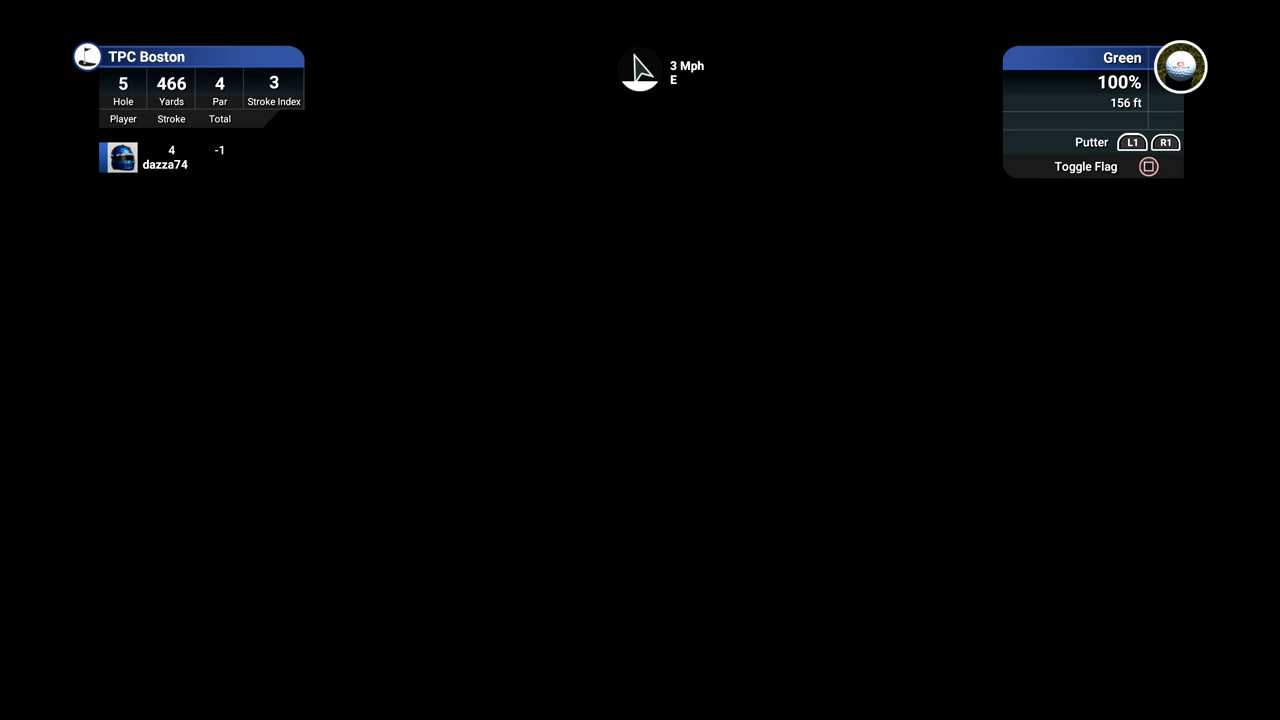 TPC Boston
5 466 4 3
Hole Yards Par Stroke Index
Player Stroke Total
4 -1
dazza74
3 Mph
E
Green
100%
156 ft
Putter L1 R1
Toggle Flag